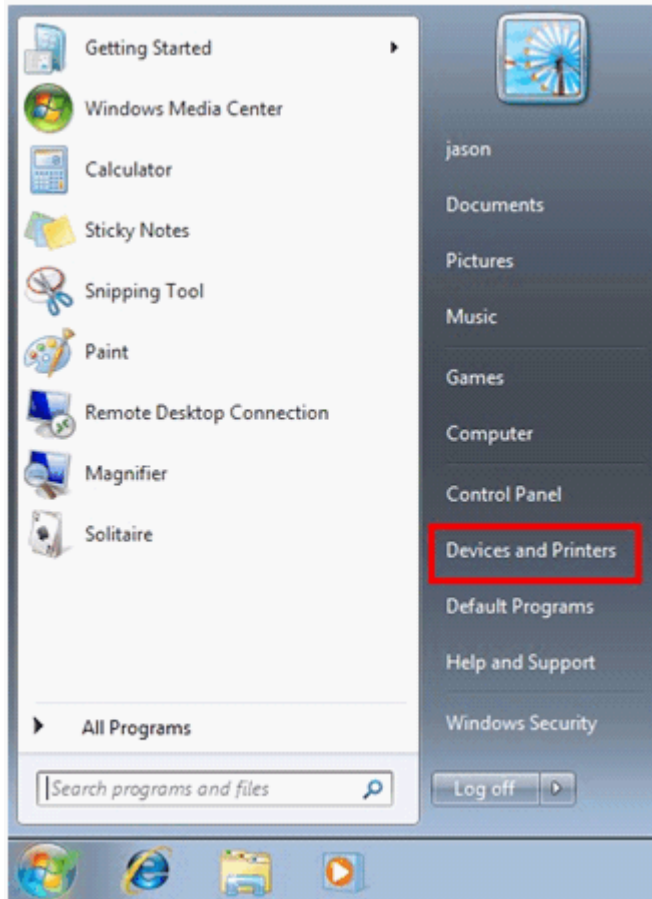 Getting Started
Windows Media Center
Calculator
Sticky Notes
Snipping Tool
Paint
Remote Desktop Connection
Magnifier
Solitaire
All Programs
Search programs and files
jason
Documents
Pictures
Music
Games
Computer
Control Panel
Devices and Printers
Default Programs
Help and Support
Windows Security
Log off